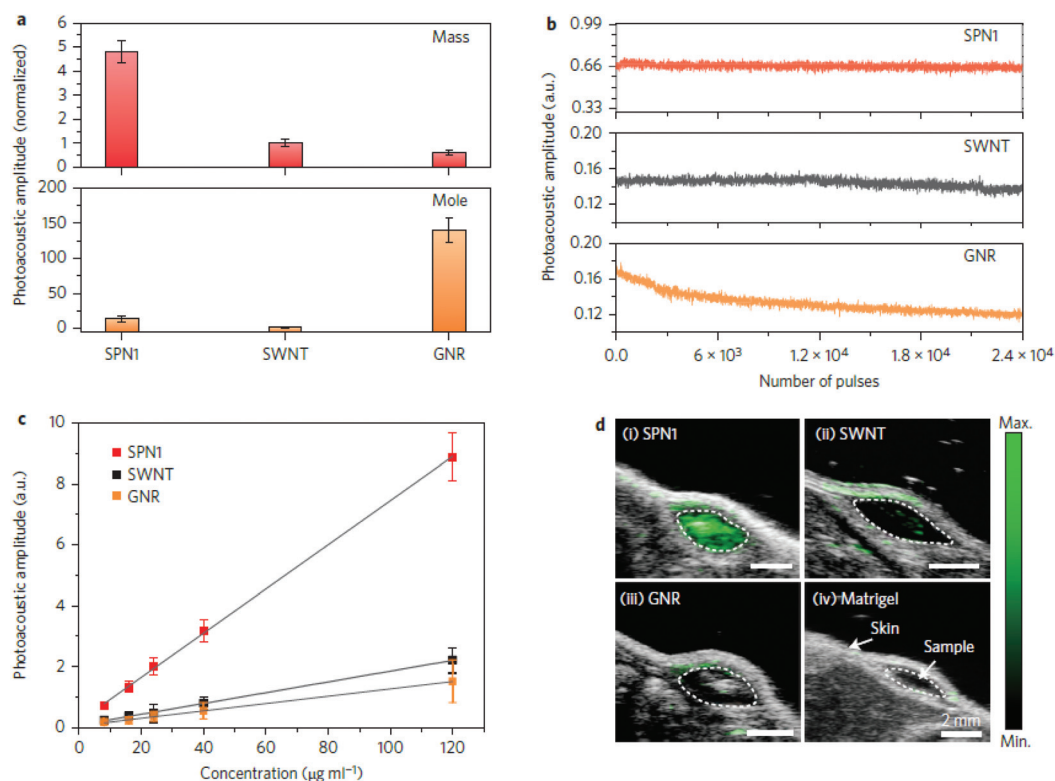 a
Photoacoustic amplitude (normalized)
6
5
4
3
2
1
0
Mass
200
150
100
50
0
Mole
SPN1 SWNT GNR
b
Photoacoustic amplitude (a.u.)
0.99
0.66
0.33
SPN1
0.20
0.16
0.12
SWNT
0.20
0.16
0.12
GNR
0.0 6 × 10³ 1.2 × 10⁴ 1.8 × 10⁴ 2.4 × 10⁴
Number of pulses
c
Photoacoustic amplitude (a.u.)
10
8
6
4
2
0
SPN1
SWNT
GNR
0 20 40 60 80 100 120
Concentration (µg ml⁻¹)
d
(i) SPN1
(ii) SWNT
(iii) GNR
(iv) Matrigel
Skin
Sample
2 mm
Max.
Min.